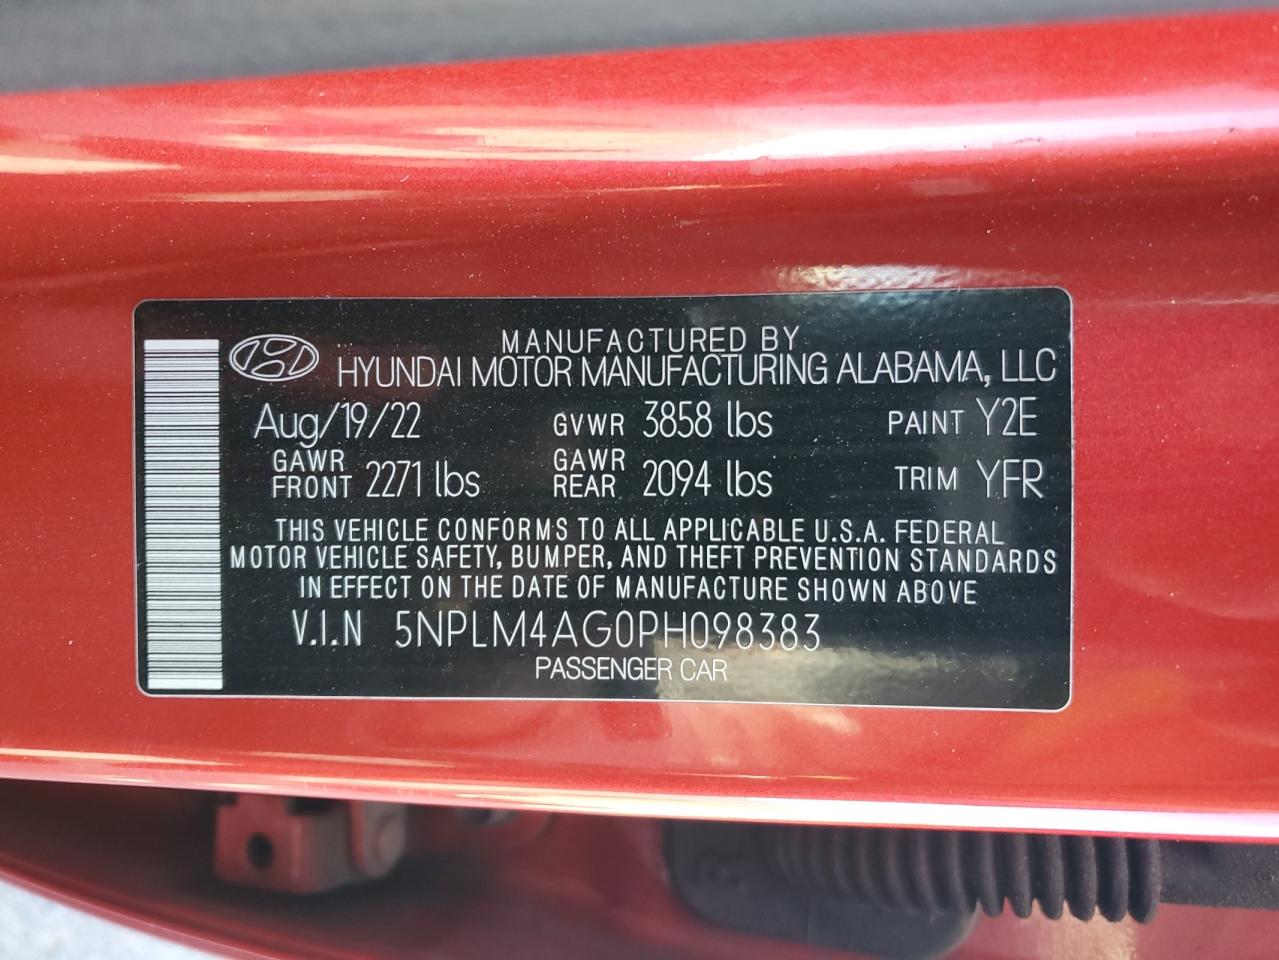 MANUFACTURED BY
HYUNDAI MOTOR MANUFACTURING ALABAMA, LLC
Aug/19/22 GVWR 3858 lbs PAINT Y2E
GAWR FRONT 2271 lbs GAWR REAR 2094 lbs TRIM YFR
THIS VEHICLE CONFORMS TO ALL APPLICABLE U.S.A. FEDERAL
MOTOR VEHICLE SAFETY, BUMPER, AND THEFT PREVENTION STANDARDS
IN EFFECT ON THE DATE OF MANUFACTURE SHOWN ABOVE
V.I.N 5NPLM4AG0PH098383
PASSENGER CAR